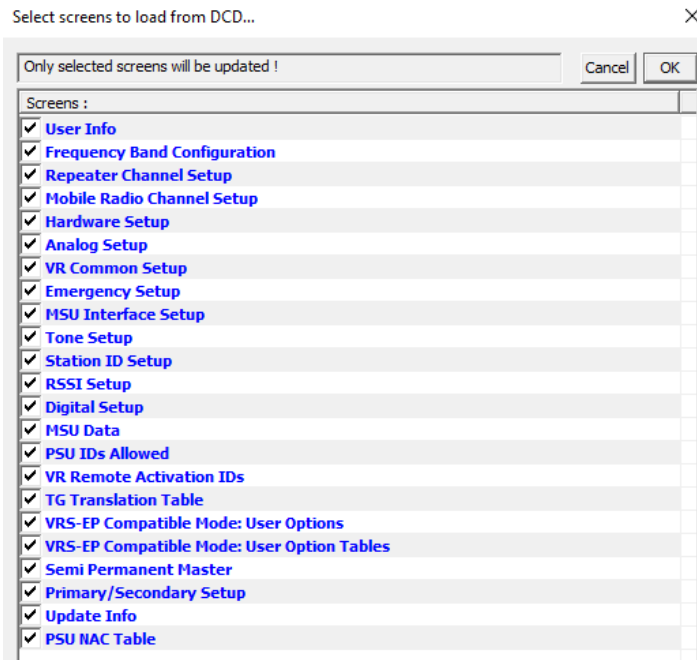 Select screens to load from DCD...
Only selected screens will be updated !
Cancel
OK
Screens :
User Info
Frequency Band Configuration
Repeater Channel Setup
Mobile Radio Channel Setup
Hardware Setup
Analog Setup
VR Common Setup
Emergency Setup
MSU Interface Setup
Tone Setup
Station ID Setup
RSSI Setup
Digital Setup
MSU Data
PSU IDs Allowed
VR Remote Activation IDs
TG Translation Table
VRS-EP Compatible Mode: User Options
VRS-EP Compatible Mode: User Option Tables
Semi Permanent Master
Primary/Secondary Setup
Update Info
PSU NAC Table